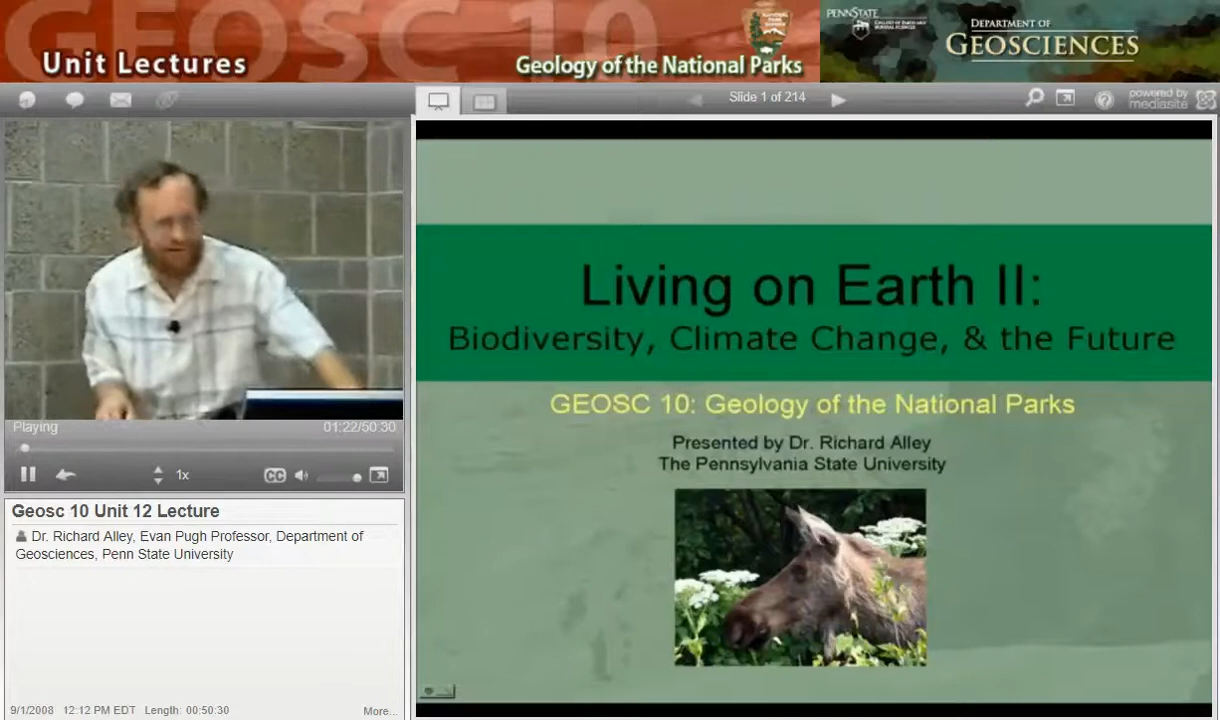 GEOSC 10
Unit Lectures
Geology of the National Parks
PENNSTATE
DEPARTMENT OF
GEOSCIENCES
Slide 1 of 214
powered by
mediasite
Living on Earth II:
Biodiversity, Climate Change, & the Future
GEOSC 10: Geology of the National Parks
Presented by Dr. Richard Alley
The Pennsylvania State University
Playing
01:22/50:30
1x
CC
Geosc 10 Unit 12 Lecture
Dr. Richard Alley, Evan Pugh Professor, Department of
Geosciences, Penn State University
9/1/2008 12:12 PM EDT Length: 00:50:30
More...